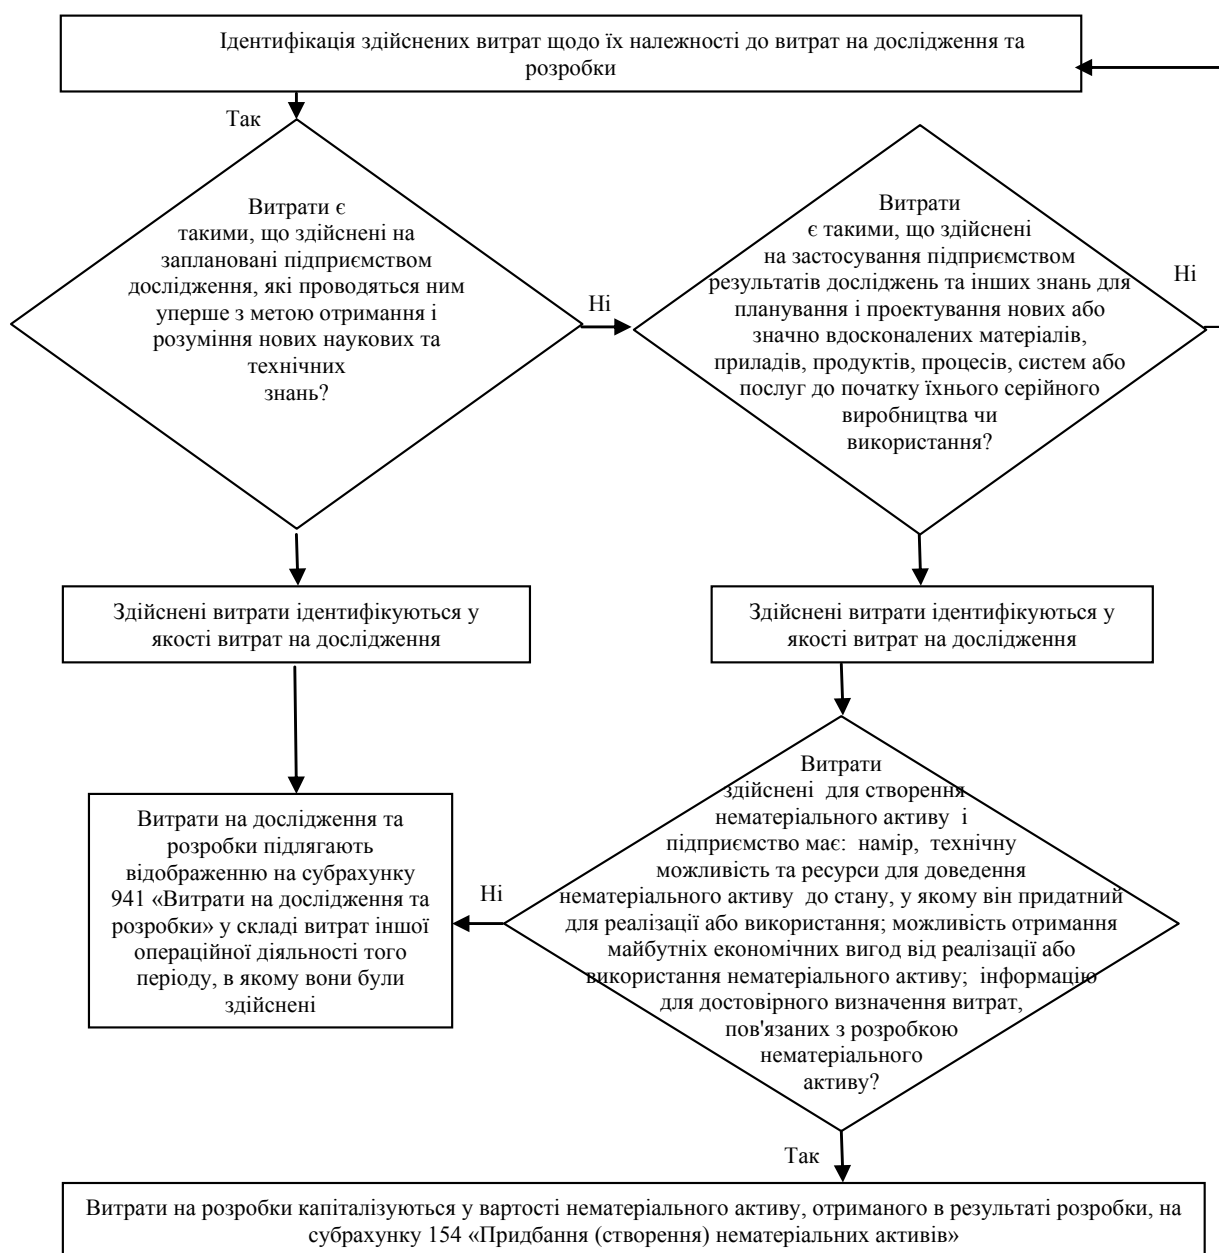 Ідентифікація здійснених витрат щодо їх належності до витрат на дослідження та
розробки
Так
Витрати є
такими, що здійснені на
заплановані підприємством
дослідження, які проводяться ним
уперше з метою отримання і
розуміння нових наукових та
технічних
знань?
Ні
Витрати
є такими, що здійснені
на застосування підприємством
результатів досліджень та інших знань для
планування і проектування нових або
значно вдосконалених матеріалів,
приладів, продуктів, процесів, систем або
послуг до початку їхнього серійного
виробництва чи
використання?
Ні
Здійснені витрати ідентифікуються у
якості витрат на дослідження
Здійснені витрати ідентифікуються у
якості витрат на дослідження
Витрати на дослідження та
розробки підлягають
відображенню на субрахунку
941 «Витрати на дослідження та
розробки» у складі витрат іншої
операційної діяльності того
періоду, в якому вони були
здійснені
Ні
Витрати
здійснені для створення
нематеріального активу і
підприємство має: намір, технічну
можливість та ресурси для доведення
нематеріального активу до стану, у якому він придатний
для реалізації або використання; можливість отримання
майбутніх економічних вигод від реалізації або
використання нематеріального активу; інформацію
для достовірного визначення витрат,
пов'язаних з розробкою
нематеріального
активу?
Так
Витрати на розробки капіталізуються у вартості нематеріального активу, отриманого в результаті розробки, на
субрахунку 154 «Придбання (створення) нематеріальних активів»